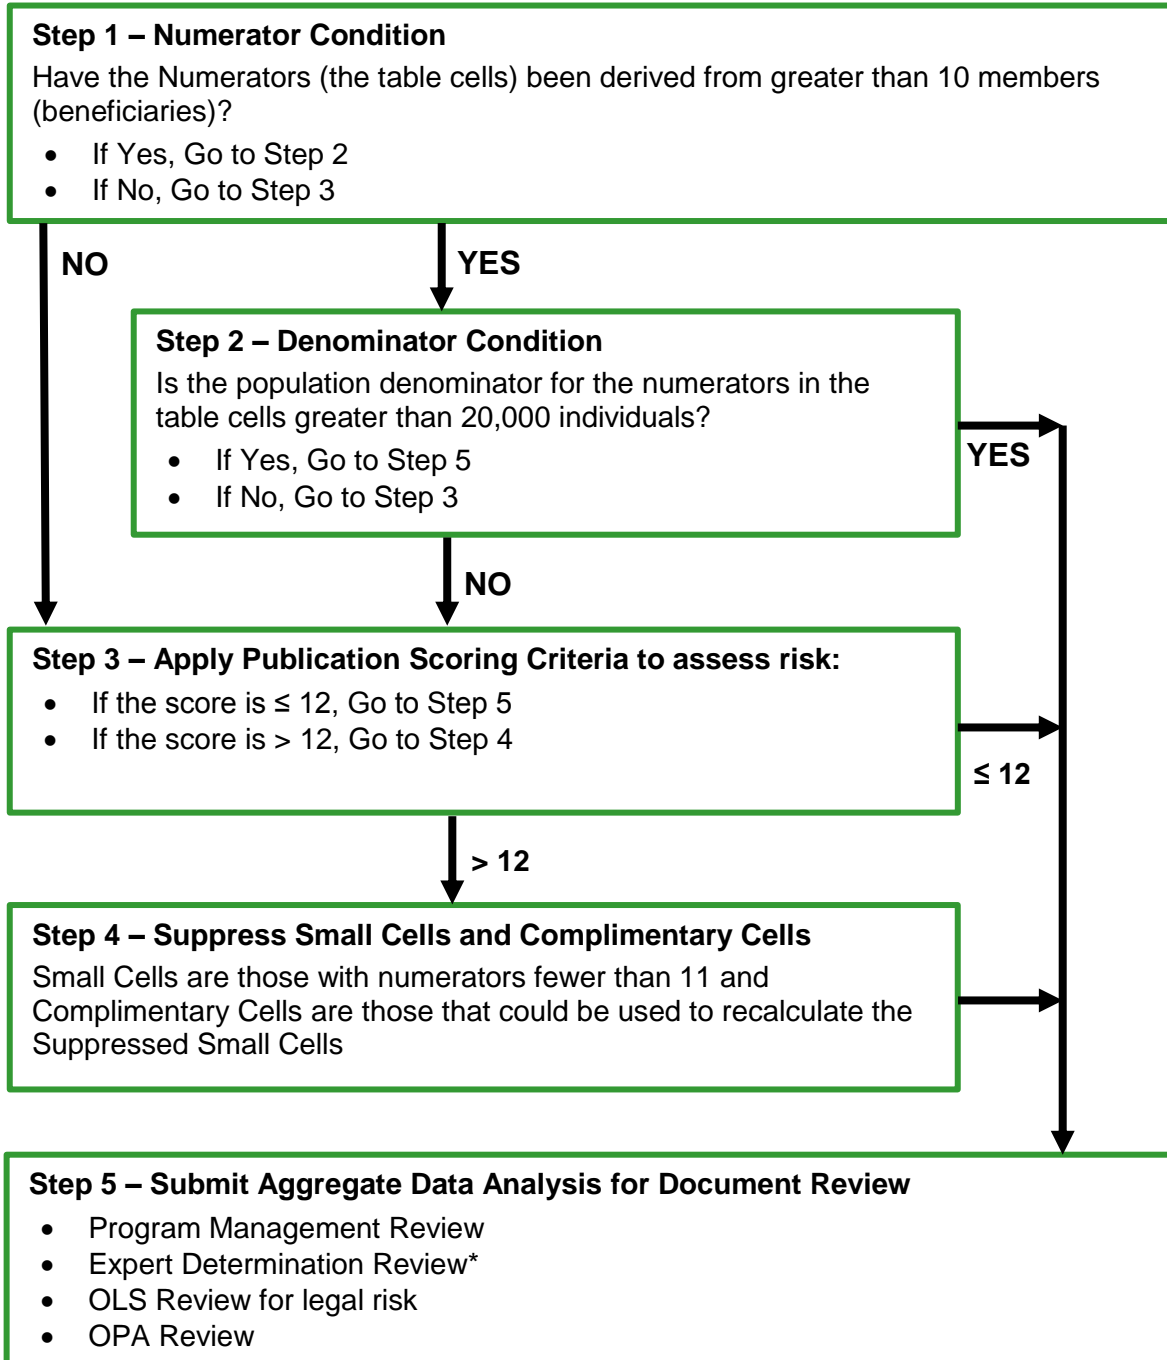 Step 1 – Numerator Condition
Have the Numerators (the table cells) been derived from greater than 10 members
(beneficiaries)?
• If Yes, Go to Step 2
• If No, Go to Step 3
NO
YES
Step 2 – Denominator Condition
Is the population denominator for the numerators in the
table cells greater than 20,000 individuals?
• If Yes, Go to Step 5
• If No, Go to Step 3
YES
NO
Step 3 – Apply Publication Scoring Criteria to assess risk:
• If the score is ≤ 12, Go to Step 5
• If the score is > 12, Go to Step 4
≤ 12
> 12
Step 4 – Suppress Small Cells and Complimentary Cells
Small Cells are those with numerators fewer than 11 and
Complimentary Cells are those that could be used to recalculate the
Suppressed Small Cells
Step 5 – Submit Aggregate Data Analysis for Document Review
• Program Management Review
• Expert Determination Review*
• OLS Review for legal risk
• OPA Review